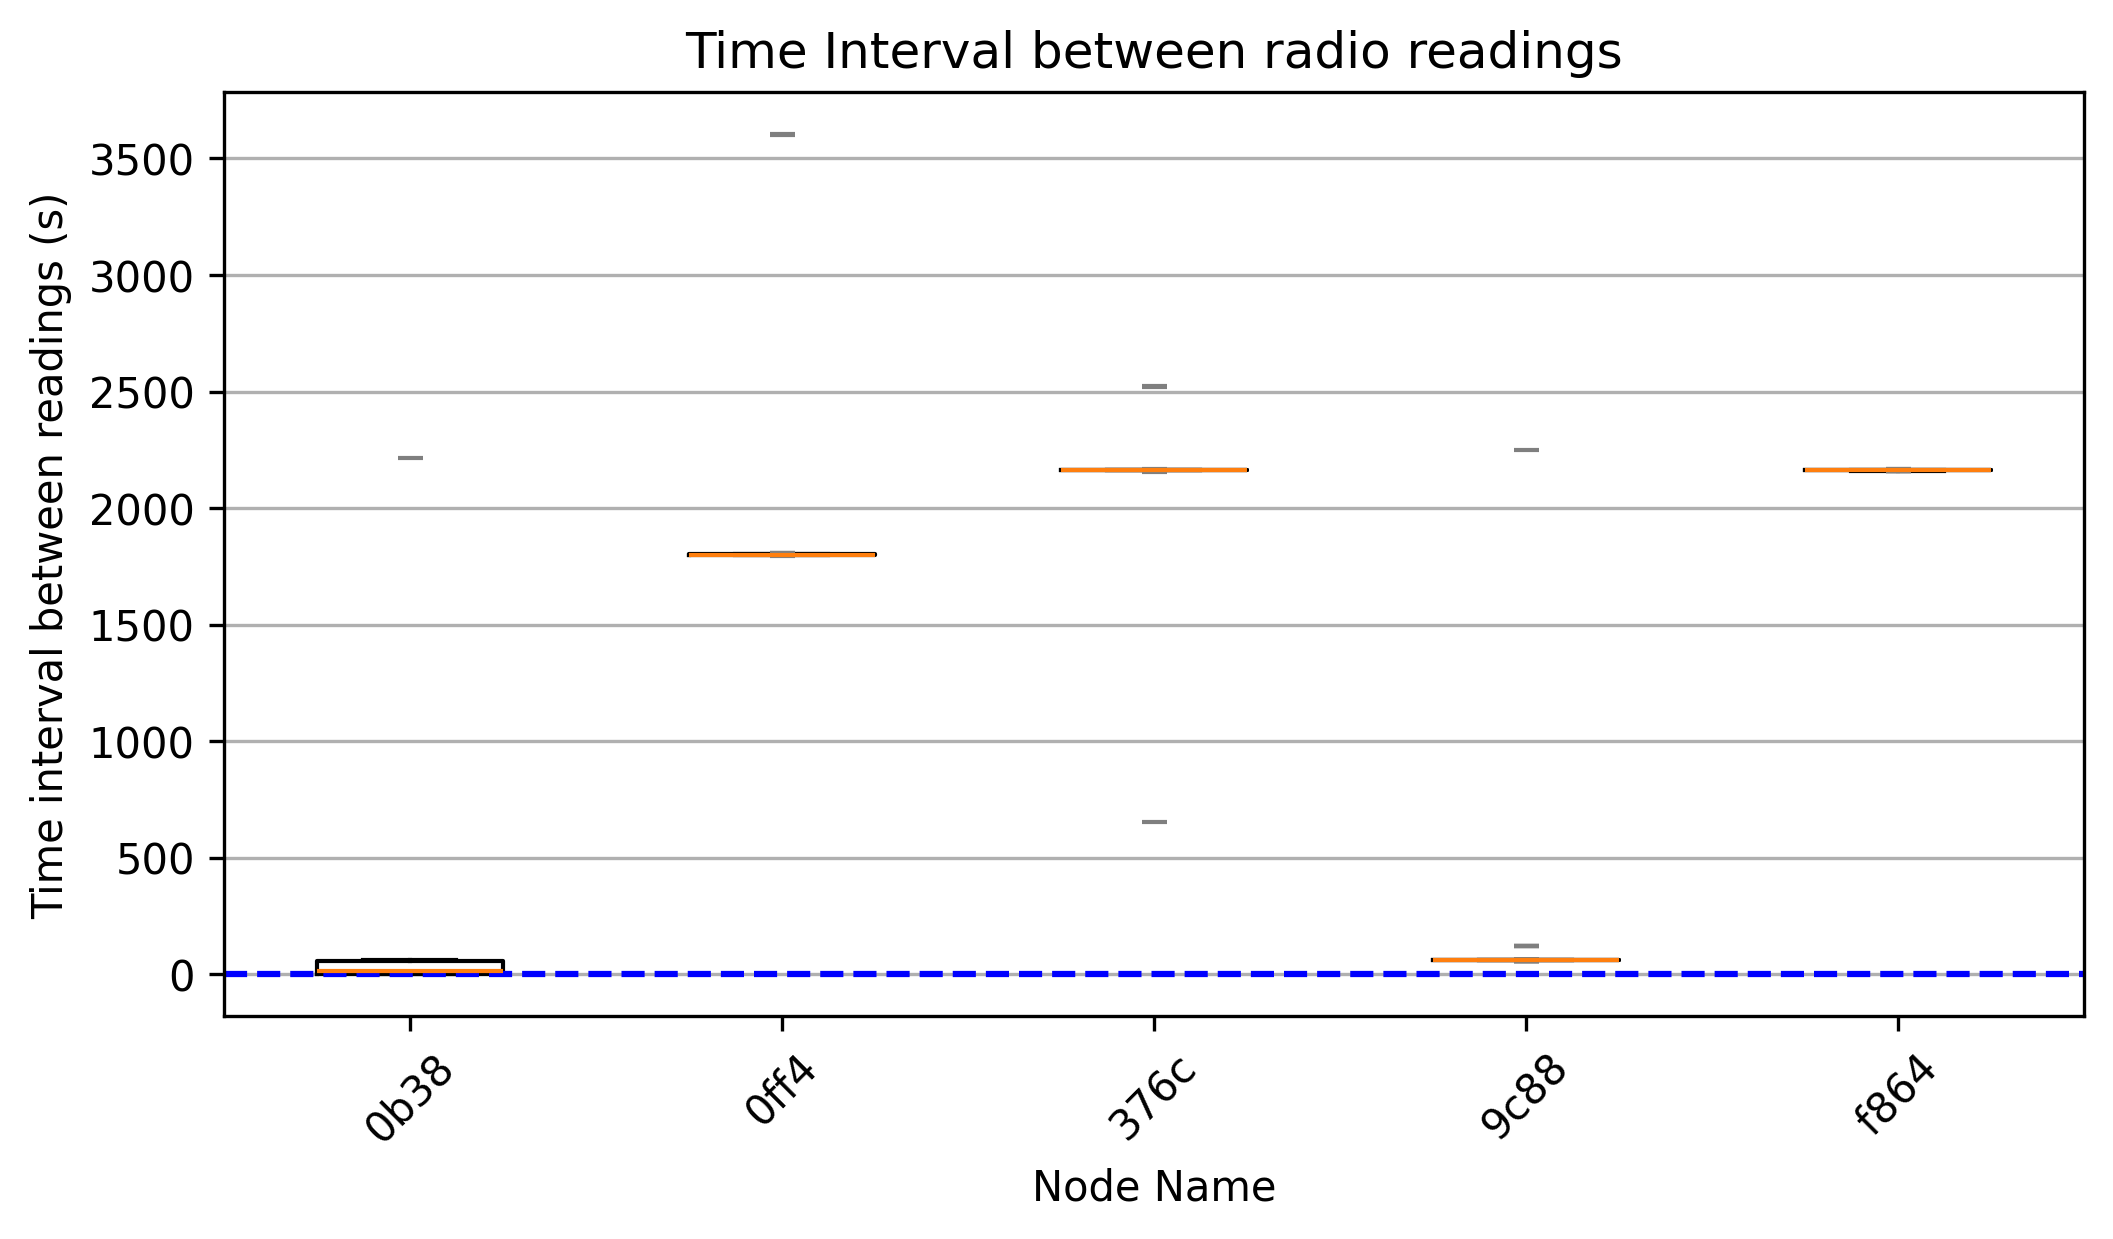 Time Interval between radio readings
Time interval between readings (s)
3500
3000
2500
2000
1500
1000
500
0
0b38
0ff4
376c
9c88
f864
Node Name